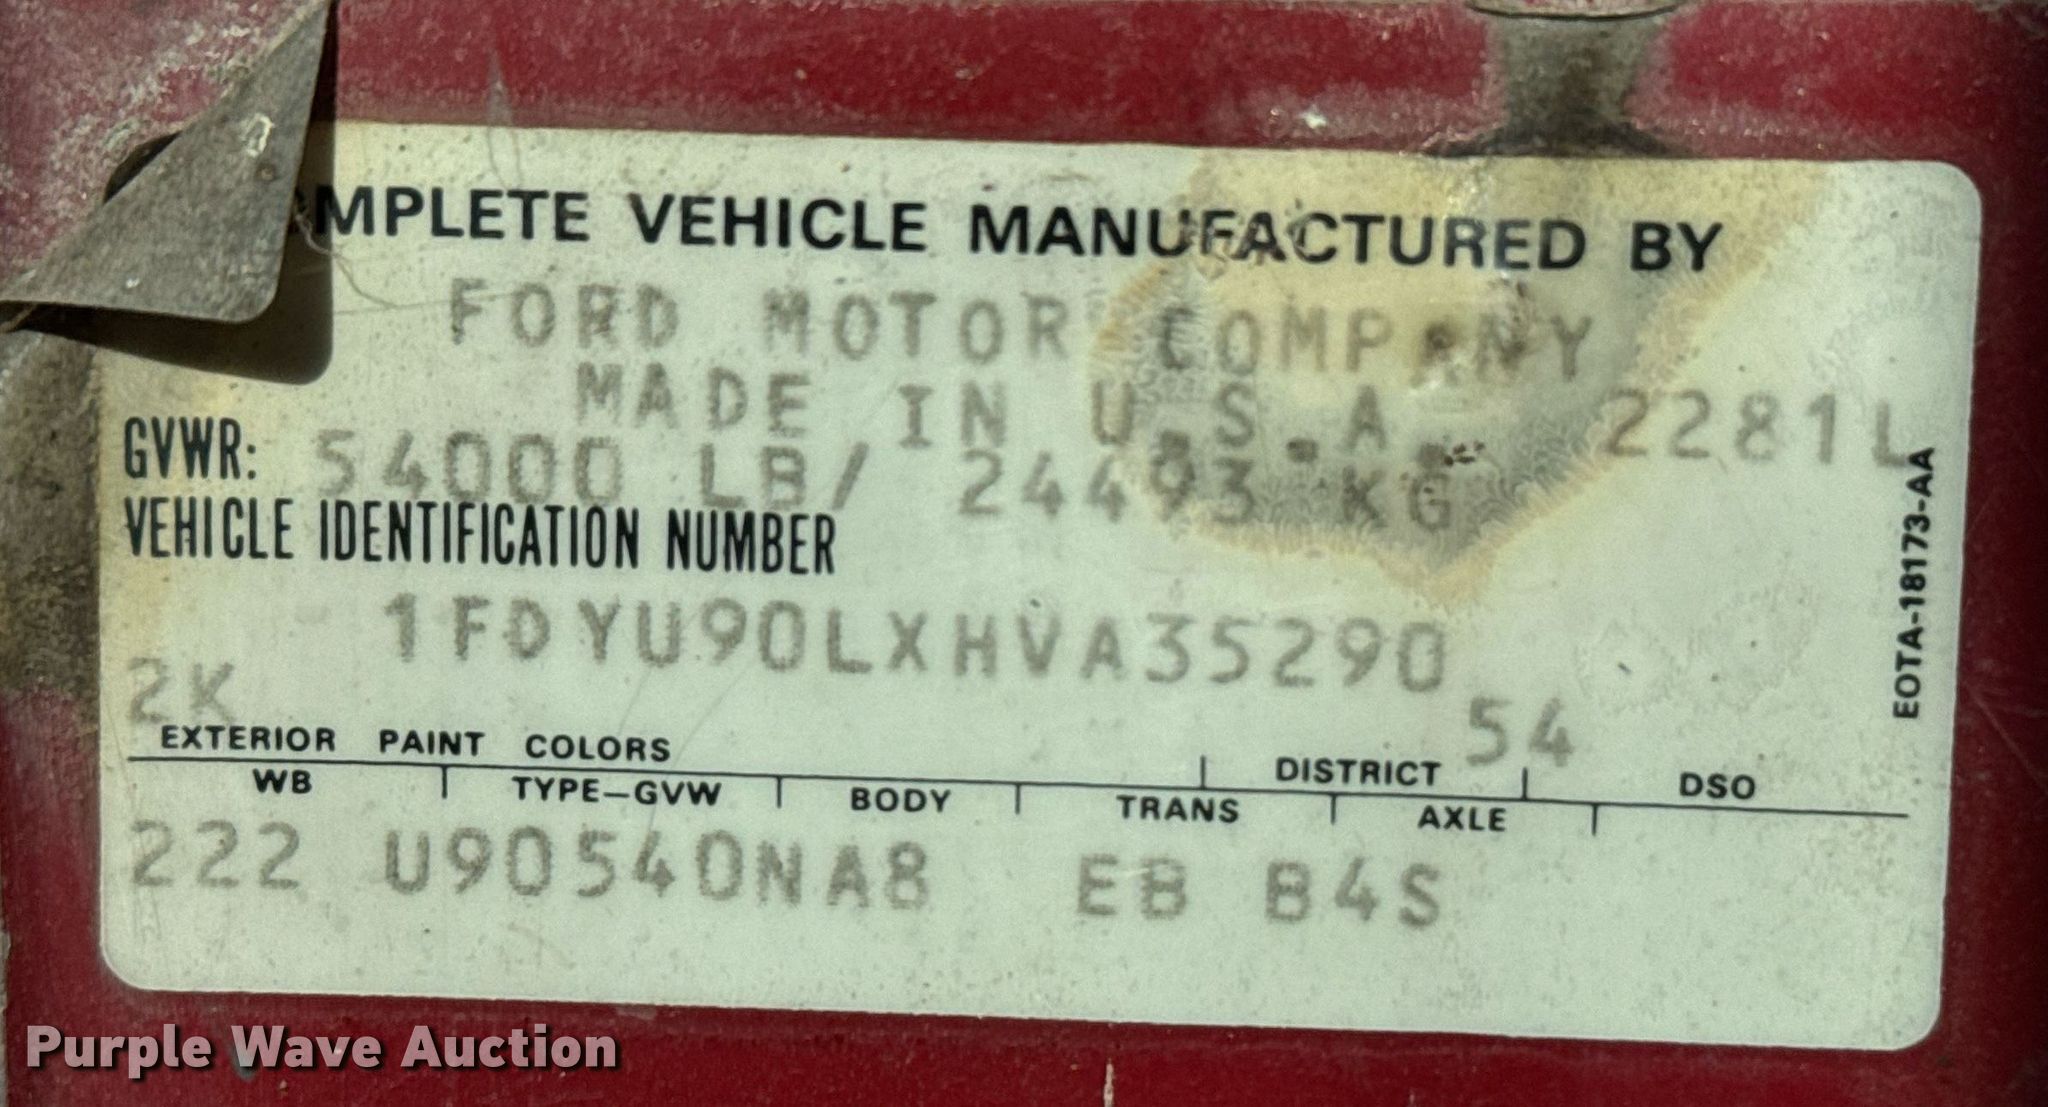 OMPLETE VEHICLE MANUFACTURED BY
FORD MOTOR COMPANY
MADE IN U.S.A. 2281L
GVWR: 54000 LB/ 24493 KG
VEHICLE IDENTIFICATION NUMBER
1FDYU90LXHVA35290
EOTA-18173-AA
2K 54
EXTERIOR PAINT COLORS DISTRICT DSO
WB TYPE-GVW BODY TRANS AXLE
222 U90540NA8 EB B4S
Purple Wave Auction